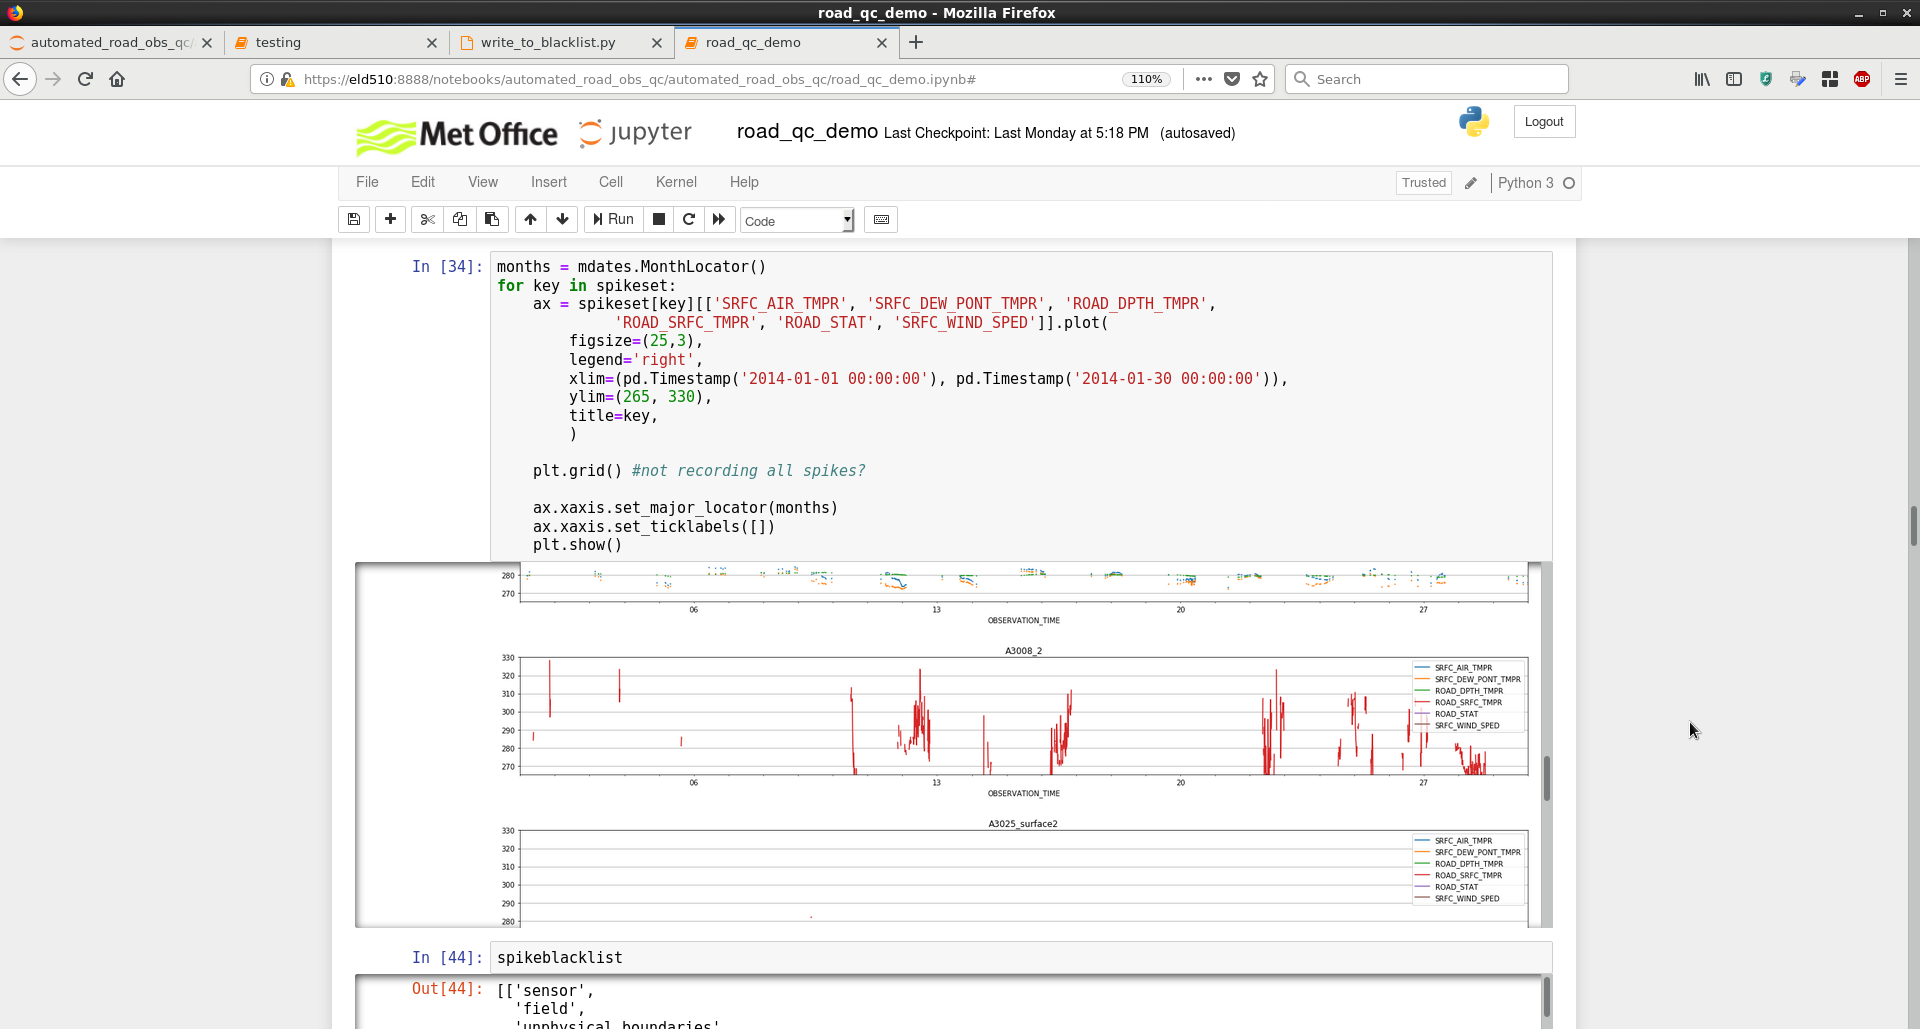 road_qc_demo - Mozilla Firefox
automated_road_obs_qc/
testing
write_to_blacklist.py
road_qc_demo
https://eld510:8888/notebooks/automated_road_obs_qc/automated_road_obs_qc/road_qc_demo.ipynb#
110%
Search
ABP
Met Office
jupyter
road_qc_demo Last Checkpoint: Last Monday at 5:18 PM (autosaved)
Logout
File Edit View Insert Cell Kernel Help
Trusted
Python 3
Run
Code
In [34]:
months = mdates.MonthLocator()
for key in spikeset:
    ax = spikeset[key][['SRFC_AIR_TMPR', 'SRFC_DEW_PONT_TMPR', 'ROAD_DPTH_TMPR',
             'ROAD_SRFC_TMPR', 'ROAD_STAT', 'SRFC_WIND_SPED']].plot(
        figsize=(25,3),
        legend='right',
        xlim=(pd.Timestamp('2014-01-01 00:00:00'), pd.Timestamp('2014-01-30 00:00:00')),
        ylim=(265, 330),
        title=key,
        )
    plt.grid() #not recording all spikes?
    ax.xaxis.set_major_locator(months)
    ax.xaxis.set_ticklabels([])
    plt.show()
280
270
06 13 20 27
OBSERVATION_TIME
A3008_2
330
320
310
300
290
280
270
SRFC_AIR_TMPR
SRFC_DEW_PONT_TMPR
ROAD_DPTH_TMPR
ROAD_SRFC_TMPR
ROAD_STAT
SRFC_WIND_SPED
06 13 20 27
OBSERVATION_TIME
A3025_surface2
330
320
310
300
290
280
SRFC_AIR_TMPR
SRFC_DEW_PONT_TMPR
ROAD_DPTH_TMPR
ROAD_SRFC_TMPR
ROAD_STAT
SRFC_WIND_SPED
In [44]:
spikeblacklist
Out[44]:
[['sensor',
  'field',
  'unphysical boundaries'